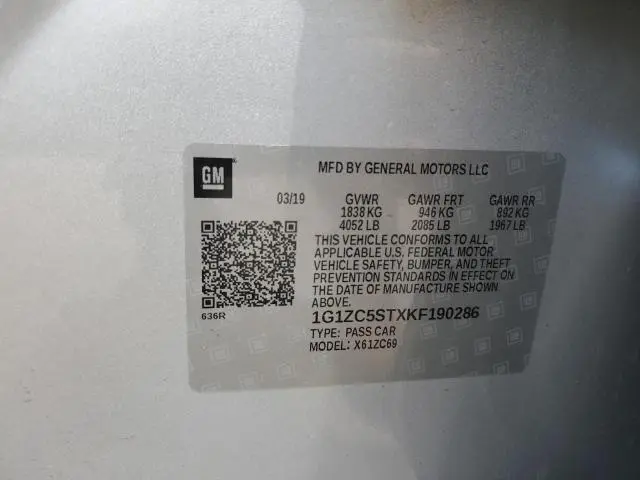 GM
MFD BY GENERAL MOTORS LLC
03/19 GVWR GAWR FRT GAWR RR
1838 KG 946 KG 892 KG
4052 LB 2085 LB 1967 LB
THIS VEHICLE CONFORMS TO ALL
APPLICABLE U.S. FEDERAL MOTOR
VEHICLE SAFETY, BUMPER, AND THEFT
PREVENTION STANDARDS IN EFFECT ON
THE DATE OF MANUFACTURE SHOWN
ABOVE.
636R
1G1ZC5STXKF190286
TYPE: PASS CAR
MODEL: X61ZC69